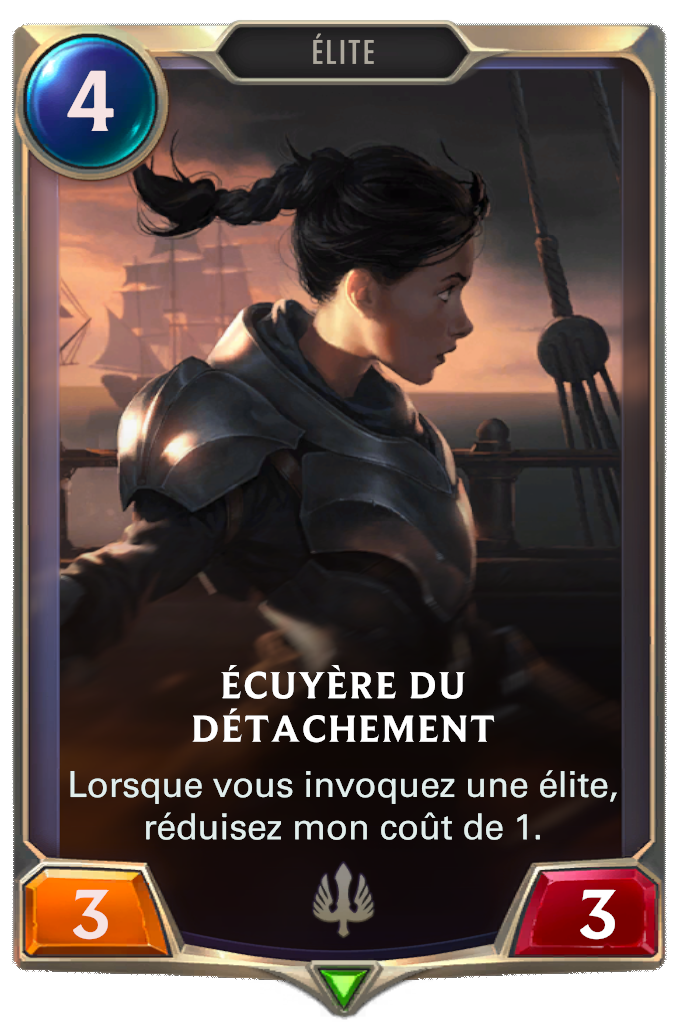 ÉLITE
4
ÉCUYÈRE DU
DÉTACHEMENT
Lorsque vous invoquez une élite,
réduisez mon coût de 1.
3
3